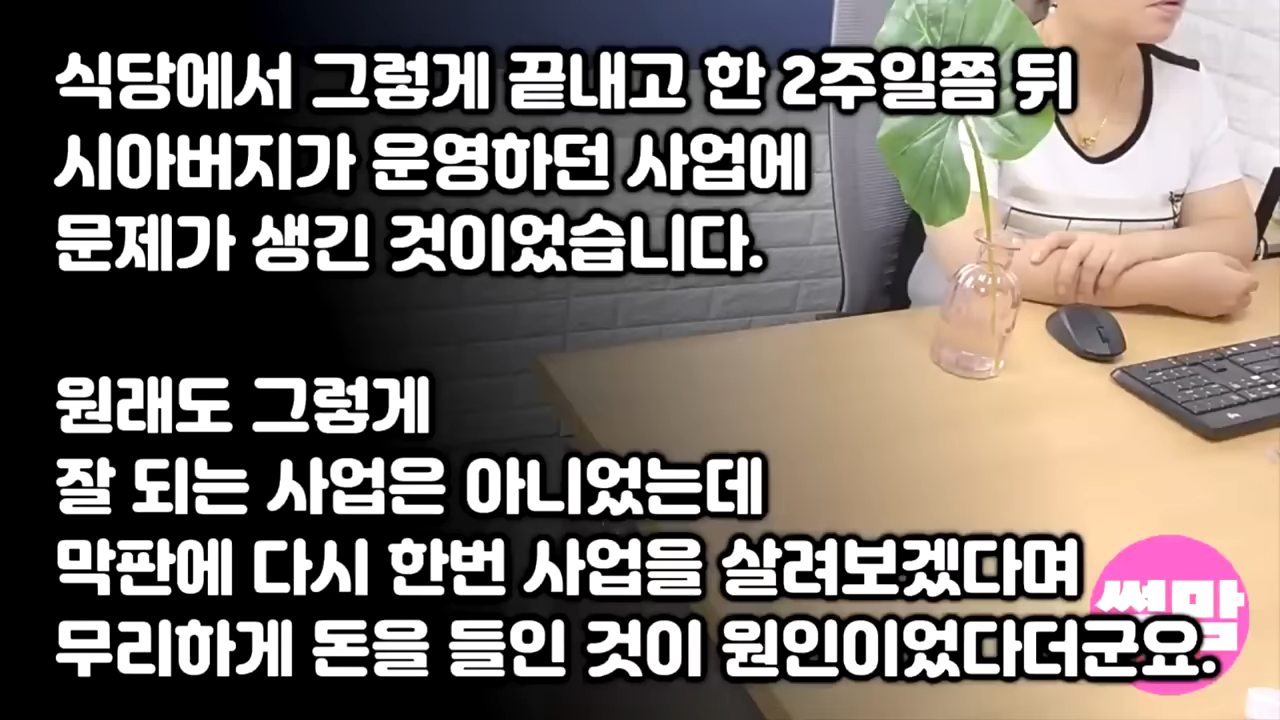 식당에서 그렇게 끝내고 한 2주일쯤 뒤
시아버지가 운영하던 사업에
문제가 생긴 것이었습니다.
원래도 그렇게
잘 되는 사업은 아니었는데
막판에 다시 한번 사업을 살려보겠다며
무리하게 돈을 들인 것이 원인이었다더군요.
썰맘